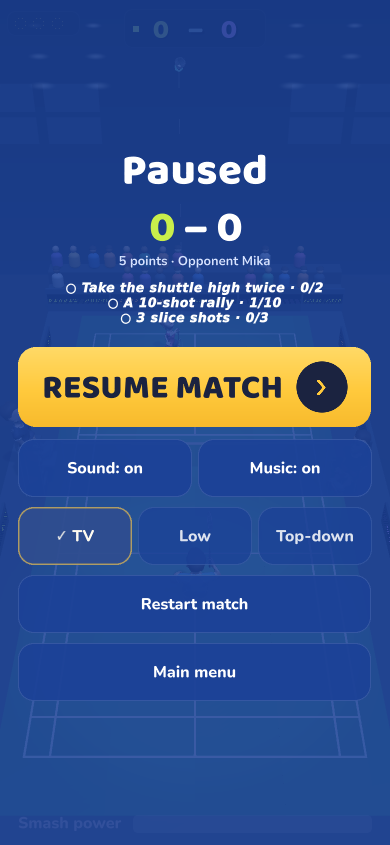 0 – 0
Paused
0 – 0
5 points · Opponent Mika
○ Take the shuttle high twice · 0/2
○ A 10-shot rally · 1/10
○ 3 slice shots · 0/3
RESUME MATCH ›
Sound: on
Music: on
✓ TV
Low
Top-down
Restart match
Main menu
Smash power